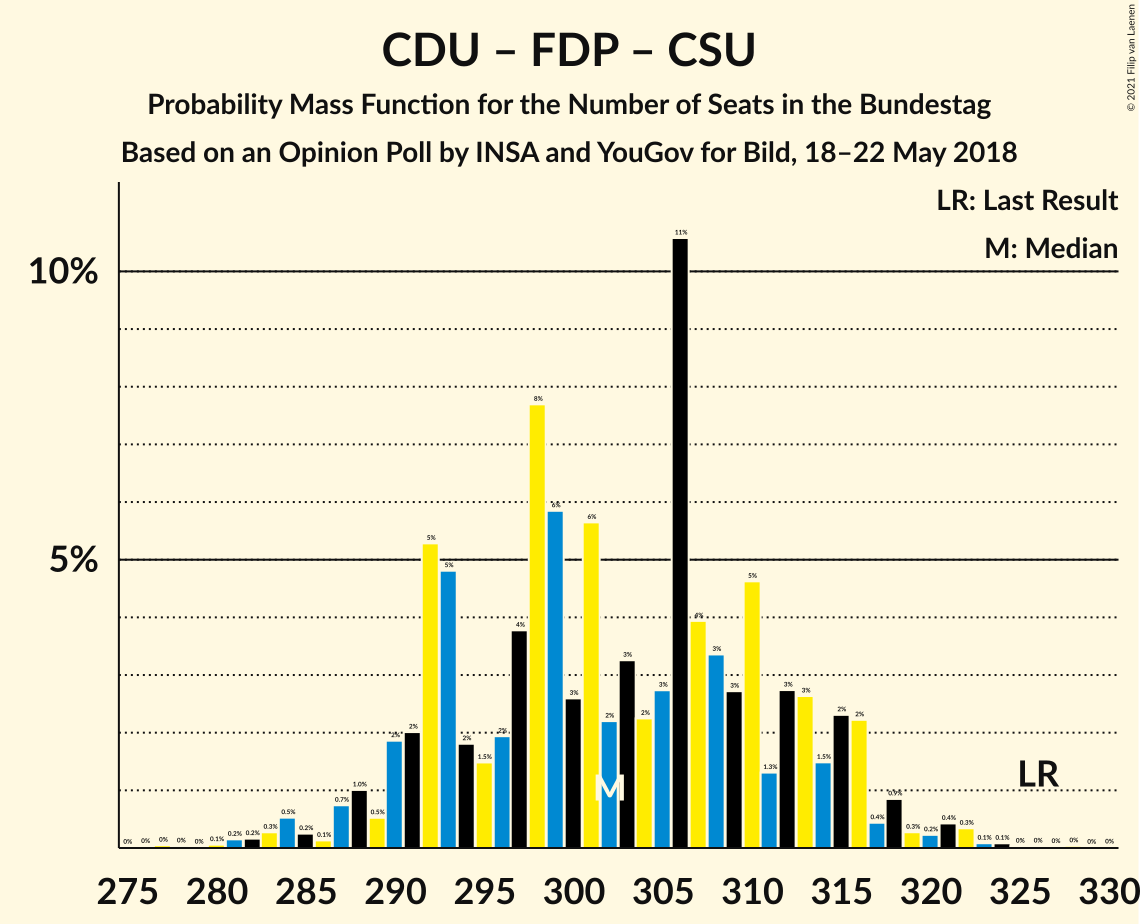 CDU – FDP – CSU
Probability Mass Function for the Number of Seats in the Bundestag
Based on an Opinion Poll by INSA and YouGov for Bild, 18–22 May 2018
© 2021 Filip van Laenen
LR: Last Result
M: Median
10%
5%
0% 0% 0% 0% 0% 0.1% 0.2% 0.2% 0.3% 0.5% 0.2% 0.1% 0.7% 1.0% 0.5% 2% 2% 5% 5% 2% 1.5% 2% 4% 8% 6% 3% 6% 2% 3% 2% 3% 11% 4% 3% 3% 5% 1.3% 3% 3% 1.5% 2% 2% 0.4% 0.9% 0.3% 0.2% 0.4% 0.3% 0.1% 0.1% 0% 0% 0% 0% 0% 0%
M
LR
275 280 285 290 295 300 305 310 315 320 325 330